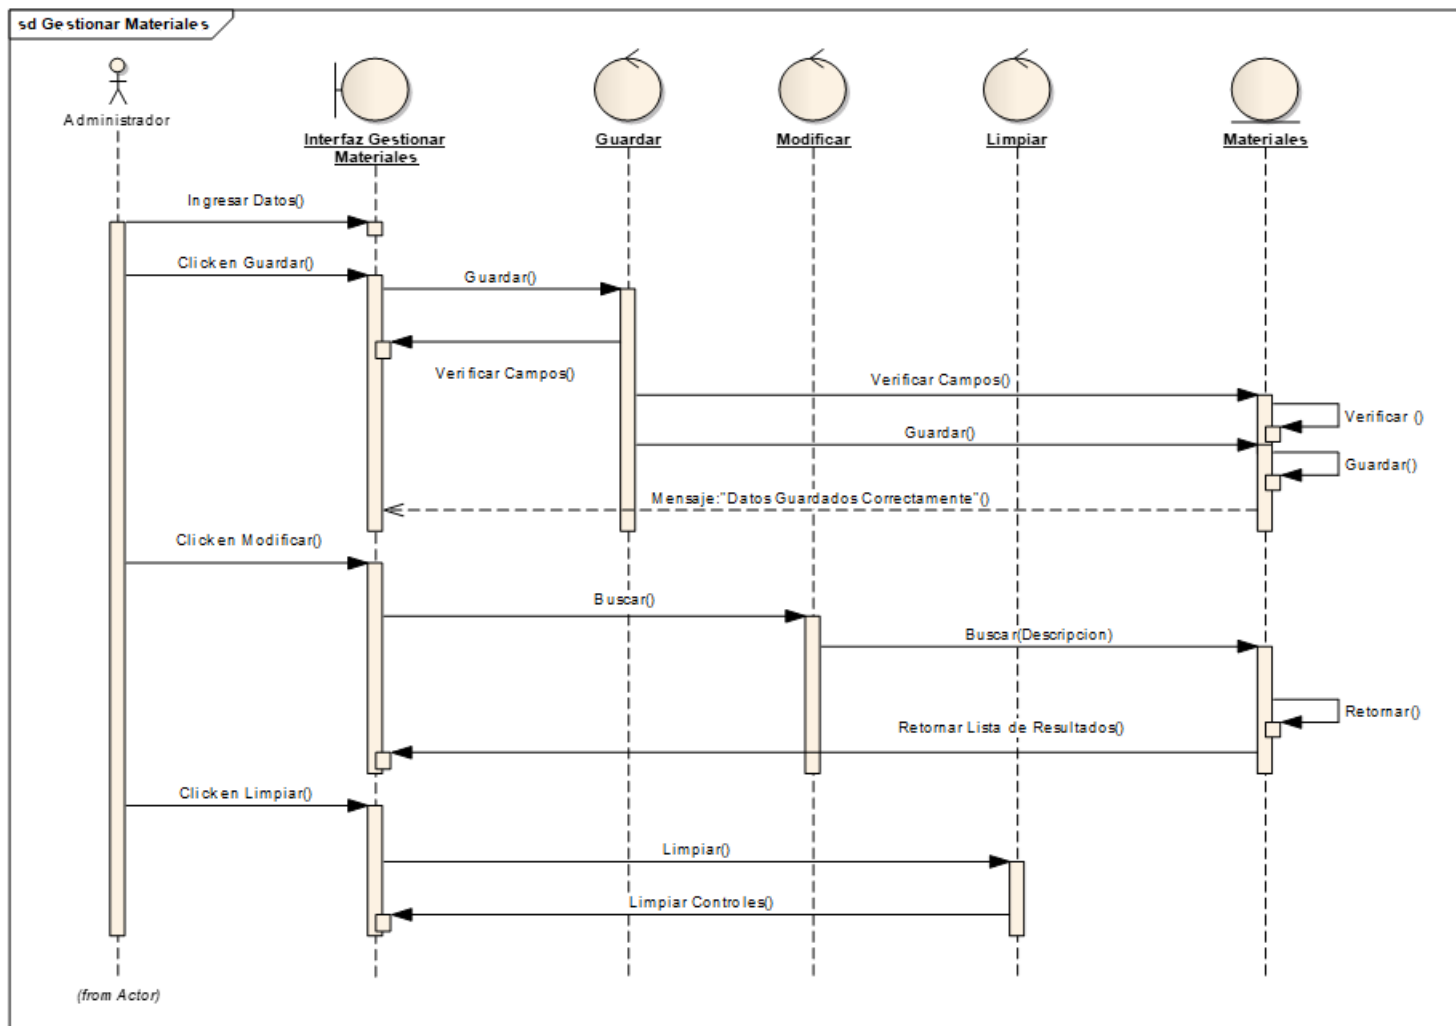 sd Gestionar Materiales
Administrador
Interfaz Gestionar
Materiales
Guardar
Modificar
Limpiar
Materiales
Ingresar Datos()
Click en Guardar()
Guardar()
Verificar Campos()
Verificar Campos()
Verificar ()
Guardar()
Guardar()
Mensaje:"Datos Guardados Correctamente"()
Click en Modificar()
Buscar()
Buscar(Descripcion)
Retornar()
Retornar Lista de Resultados()
Click en Limpiar()
Limpiar()
Limpiar Controles()
(from Actor)